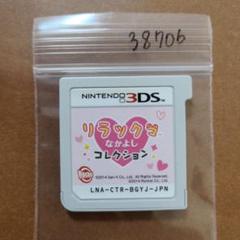 38706
NINTENDO 3DS
リラックマ
なかよし
コレクション
LNA-CTR-BGYJ-JPN